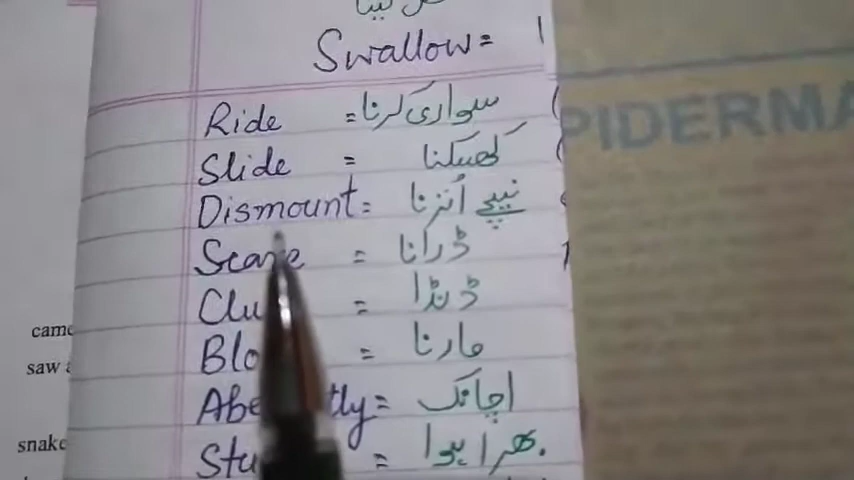 Swallow =
Ride = سواری کرنا
Slide = کھسکنا
Dismount = نیچے اُترنا
Scare = ڈرانا
= ڈنڈا
= مارنا
= اچانک
= بھرا ہوا
PIDERMA
came
saw
snake